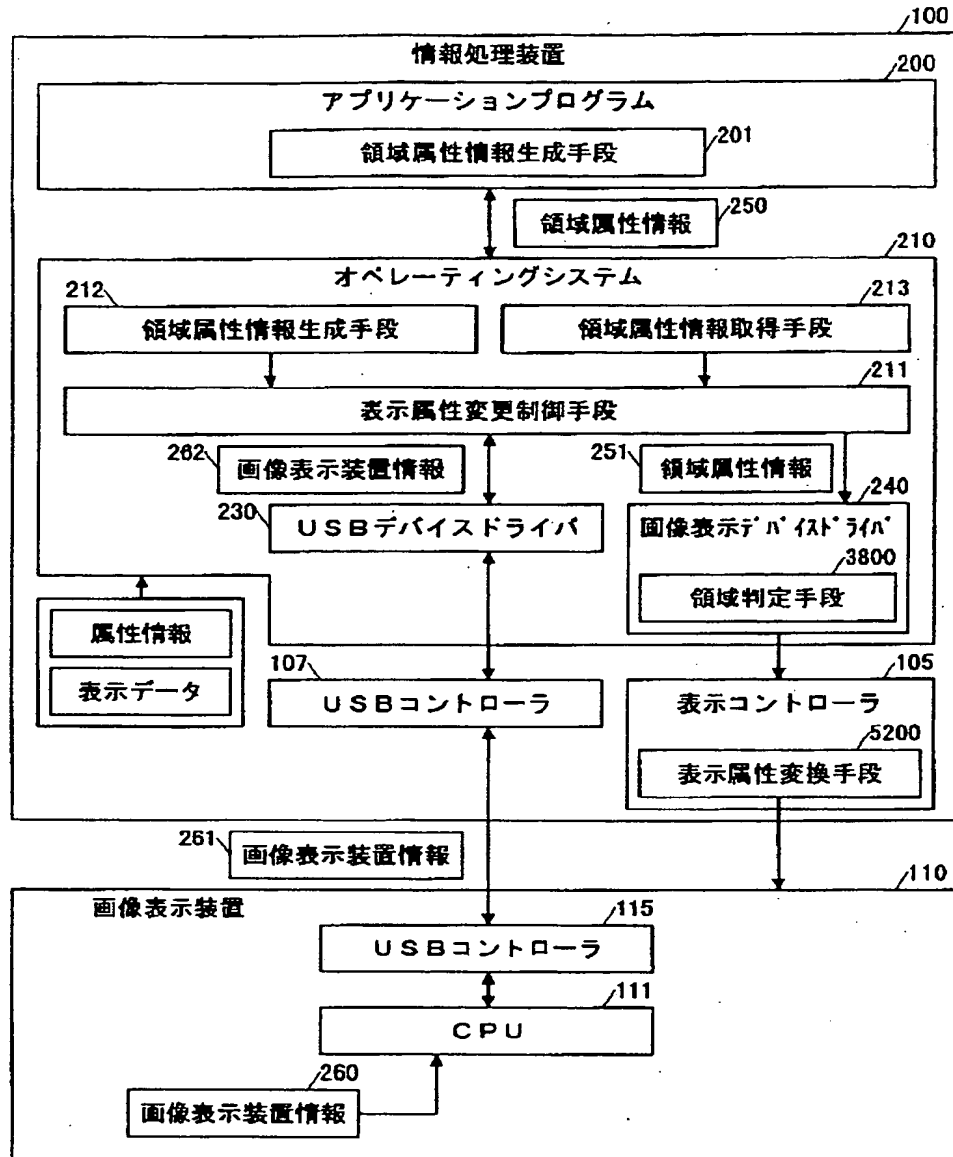 100
情報処理装置
200
アプリケーションプログラム
201
領域属性情報生成手段
250
領域属性情報
210
オペレーティングシステム
212
213
領域属性情報生成手段
領域属性情報取得手段
211
表示属性変更制御手段
262
画像表示装置情報
251
領域属性情報
240
230
USBデバイスドライバ
画像表示ﾃﾞﾊﾞｲｽﾄﾞﾗｲﾊﾞ
3800
領域判定手段
属性情報
表示データ
107
USBコントローラ
105
表示コントローラ
5200
表示属性変換手段
261
画像表示装置情報
110
画像表示装置
115
USBコントローラ
111
CPU
260
画像表示装置情報